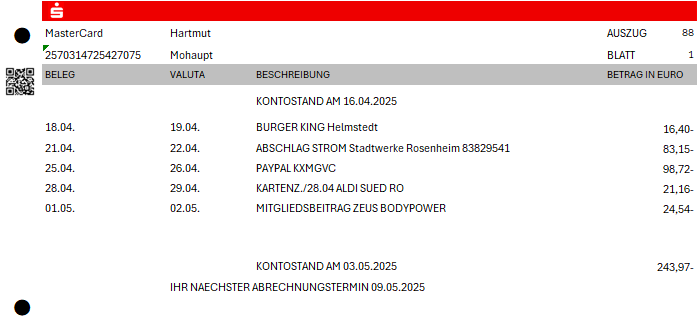 MasterCard Hartmut AUSZUG 88
2570314725427075 Mohaupt BLATT 1
BELEG VALUTA BESCHREIBUNG BETRAG IN EURO
KONTOSTAND AM 16.04.2025
18.04. 19.04. BURGER KING Helmstedt 16,40-
21.04. 22.04. ABSCHLAG STROM Stadtwerke Rosenheim 83829541 83,15-
25.04. 26.04. PAYPAL KXMGVC 98,72-
28.04. 29.04. KARTENZ./28.04 ALDI SUED RO 21,16-
01.05. 02.05. MITGLIEDSBEITRAG ZEUS BODYPOWER 24,54-
KONTOSTAND AM 03.05.2025 243,97-
IHR NAECHSTER ABRECHNUNGSTERMIN 09.05.2025